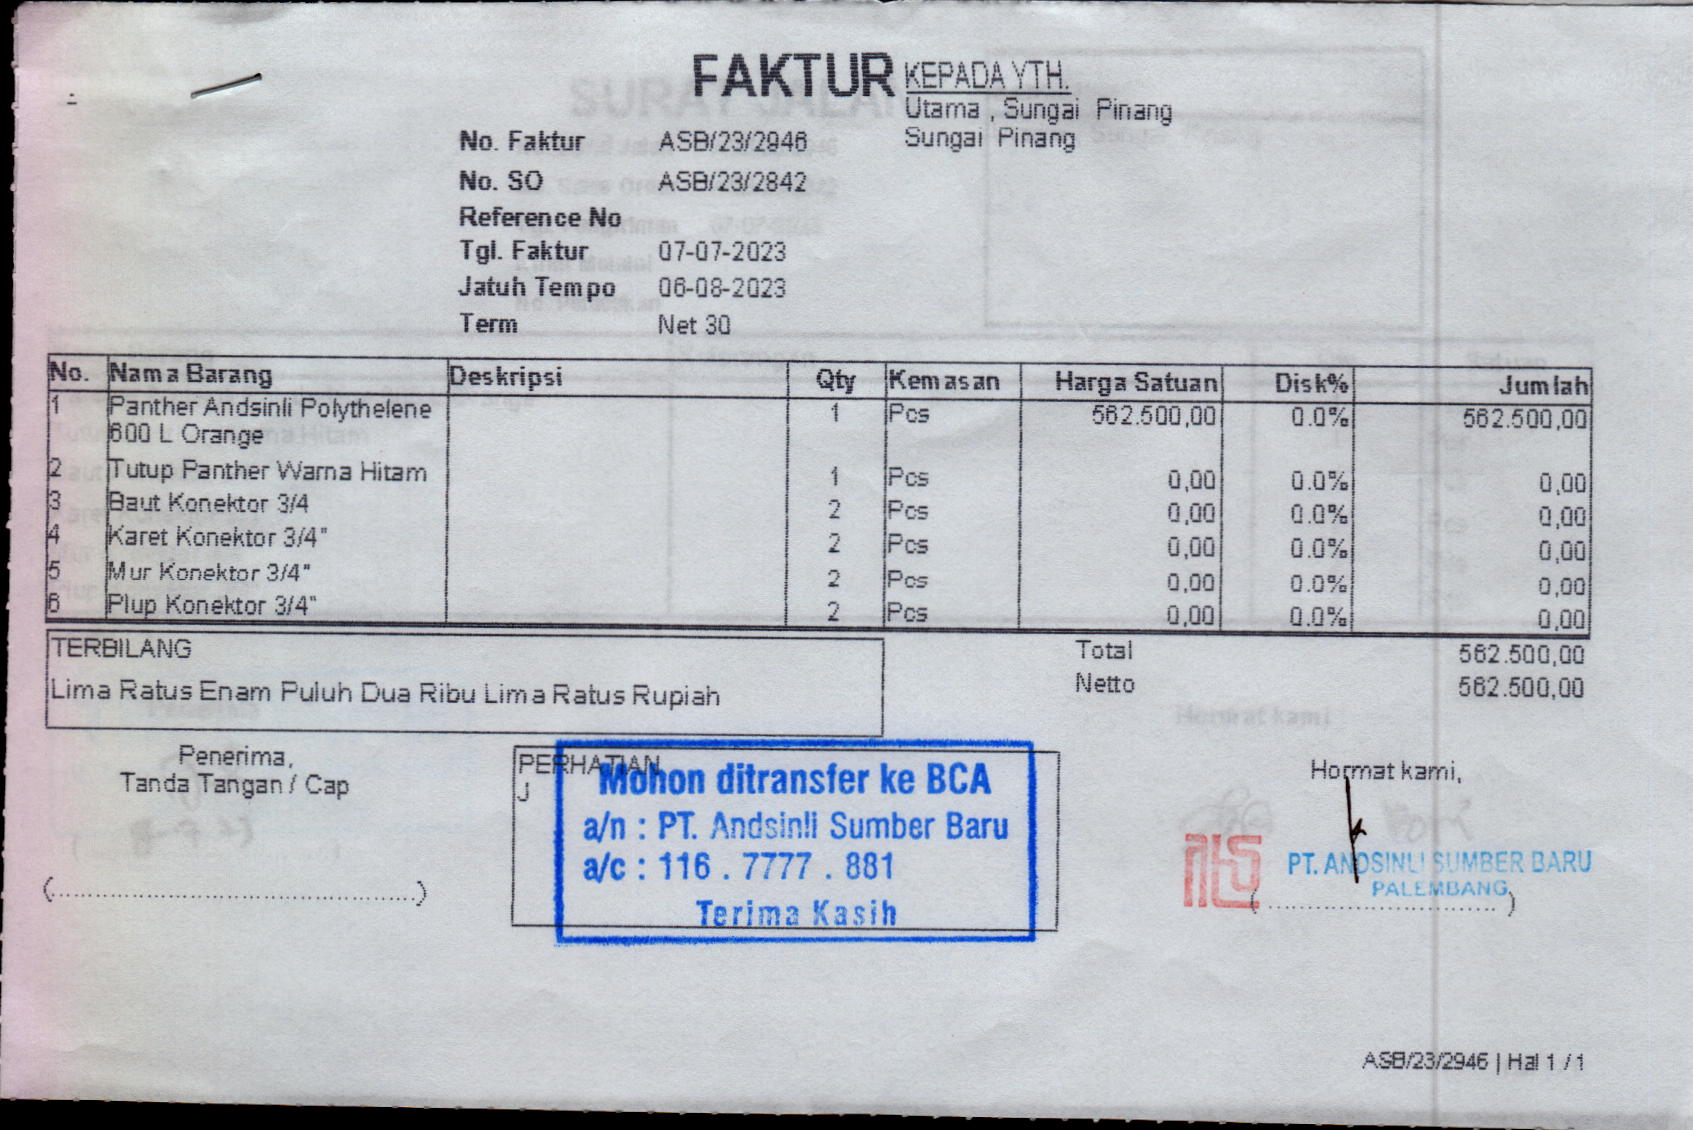 FAKTUR
KEPADA YTH.
Utama , Sungai Pinang
Sungai Pinang
No. Faktur ASB/23/2946
No. SO ASB/23/2842
Reference No
Tgl. Faktur 07-07-2023
Jatuh Tempo 06-08-2023
Term Net 30
No. Nama Barang Deskripsi Qty Kemasan Harga Satuan Disk% Jumlah
1 Panther Andsinli Polythelene 1 Pcs 562.500,00 0.0% 562.500,00
600 L Orange
2 Tutup Panther Warna Hitam 1 Pcs 0,00 0.0% 0,00
3 Baut Konektor 3/4 2 Pcs 0,00 0.0% 0,00
4 Karet Konektor 3/4" 2 Pcs 0,00 0.0% 0,00
5 Mur Konektor 3/4" 2 Pcs 0,00 0.0% 0,00
6 Plup Konektor 3/4" 2 Pcs 0,00 0.0% 0,00
TERBILANG
Lima Ratus Enam Puluh Dua Ribu Lima Ratus Rupiah
Total 562.500,00
Netto 562.500,00
Penerima,
Tanda Tangan / Cap
(..........................................)
PERHATIAN
J
Mohon ditransfer ke BCA
a/n : PT. Andsinli Sumber Baru
a/c : 116 . 7777 . 881
Terima Kasih
Hormat kami,
PT. ANDSINLI SUMBER BARU
PALEMBANG
(..........................)
ASB/23/2946 | Hal 1 / 1